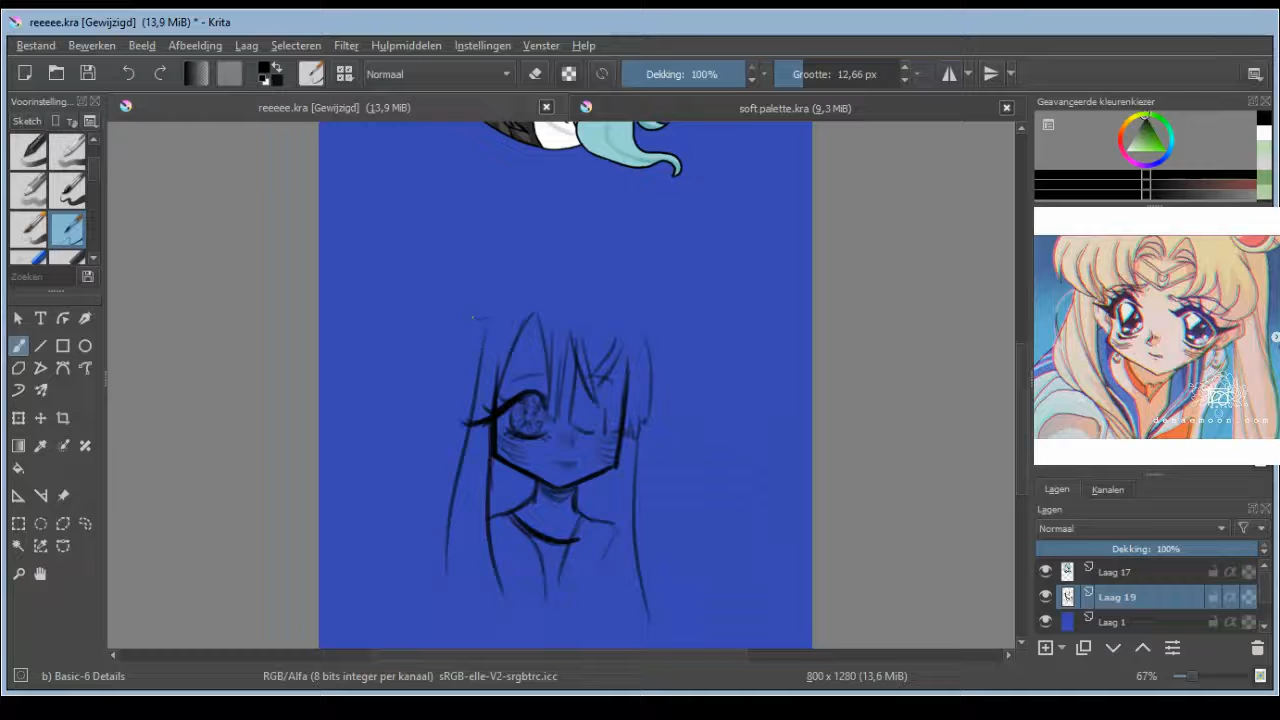 reeeee.kra [Gewijzigd] (13,9 MiB) * - Krita
Bestand Bewerken Beeld Afbeelding Laag Selecteren Filter Hulpmiddelen Instellingen Venster Help
Normaal Dekking: 100% Grootte: 12,66 px
Voorinstelling...
reeeee.kra [Gewijzigd] (13,9 MiB) soft palette.kra (9,3 MiB)
Geavanceerde kleurenkiezer
Sketch
Zoeken
densemoon.com
Lagen Kanalen
Lagen
Normaal
Dekking: 100%
Laag 17
Laag 19
Laag 1
b) Basic-6 Details RGB/Alfa (8 bits integer per kanaal) sRGB-elle-V2-srgbtrc.icc 800 x 1280 (13,6 MiB) 67%